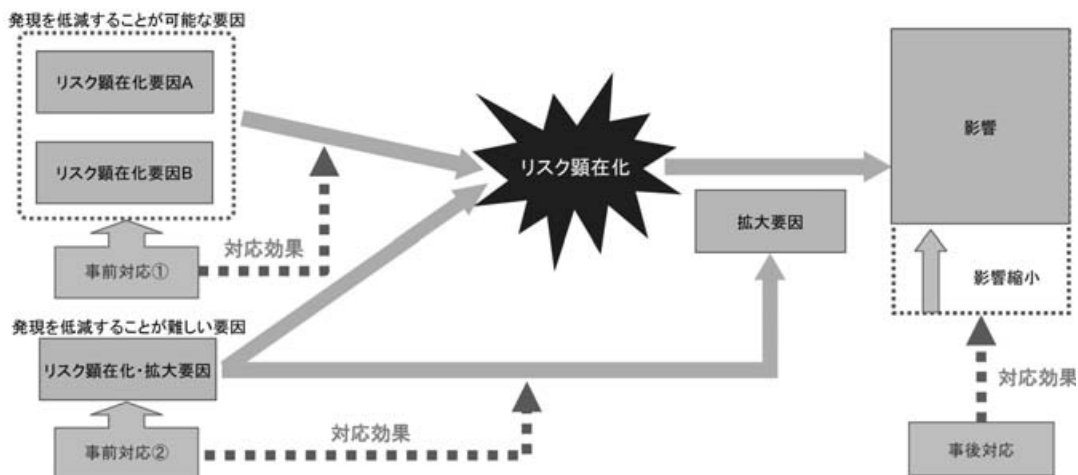 発現を低減することが可能な要因
リスク顕在化要因A
リスク顕在化要因B
事前対応①
対応効果
発現を低減することが難しい要因
リスク顕在化・拡大要因
事前対応②
対応効果
リスク顕在化
拡大要因
影響
影響縮小
対応効果
事後対応